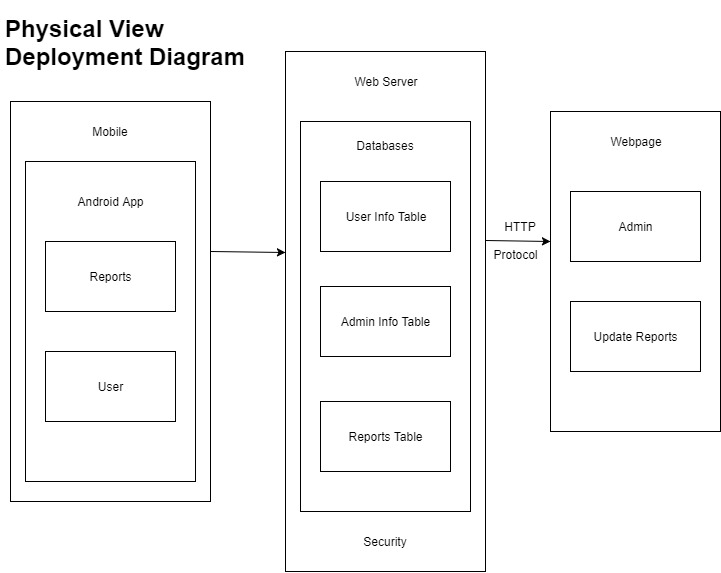 Physical View
Deployment Diagram
Mobile
Android App
Reports
User
Web Server
Databases
User Info Table
Admin Info Table
Reports Table
Security
HTTP
Protocol
Webpage
Admin
Update Reports